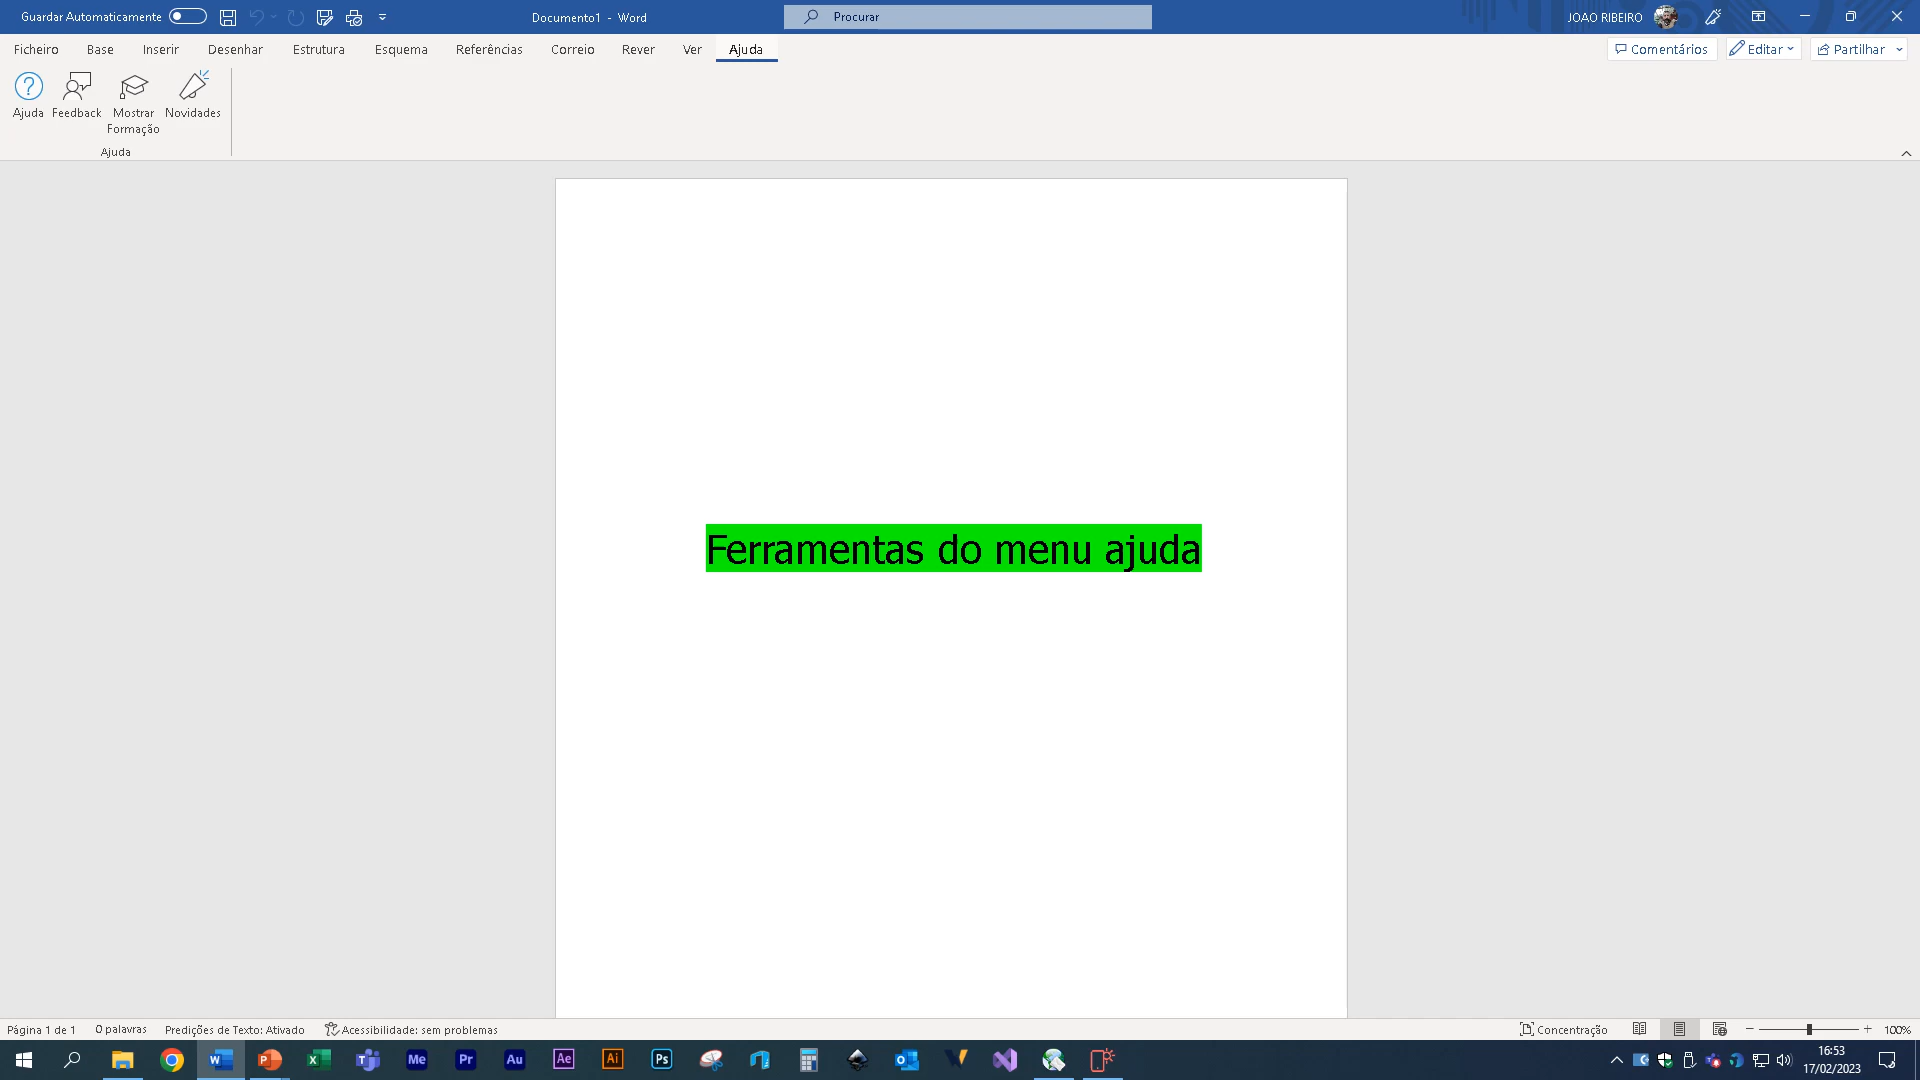 Guardar Automaticamente
Documento1 - Word
Procurar
JOAO RIBEIRO
Ficheiro Base Inserir Desenhar Estrutura Esquema Referências Correio Rever Ver Ajuda
Comentários Editar Partilhar
Ajuda Feedback Mostrar Formação Novidades
Ajuda
Ferramentas do menu ajuda
Página 1 de 1 0 palavras Predições de Texto: Ativado Acessibilidade: sem problemas
Concentração 100%
W P X Me Pr Au Ae Ai Ps
16:53
17/02/2023